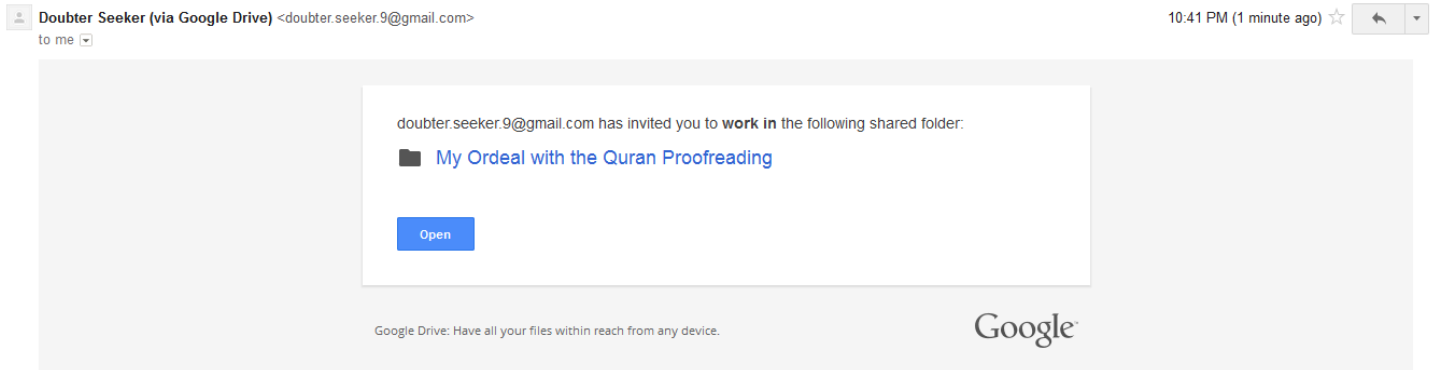 Doubter Seeker (via Google Drive) <doubter.seeker.9@gmail.com> 10:41 PM (1 minute ago)
to me
doubter.seeker.9@gmail.com has invited you to work in the following shared folder:
My Ordeal with the Quran Proofreading
Open
Google Drive: Have all your files within reach from any device.
Google